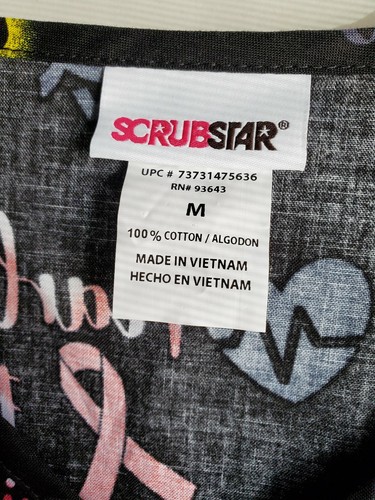 SCRUBSTAR®
UPC # 73731475636
RN# 93643
M
100% COTTON / ALGODON
MADE IN VIETNAM
HECHO EN VIETNAM